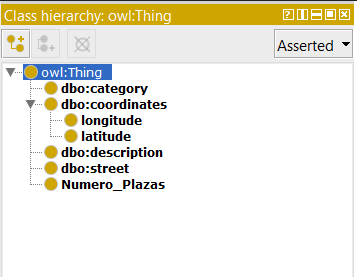 Class hierarchy: owl:Thing
Asserted
owl:Thing
dbo:category
dbo:coordinates
longitude
latitude
dbo:description
dbo:street
Numero_Plazas